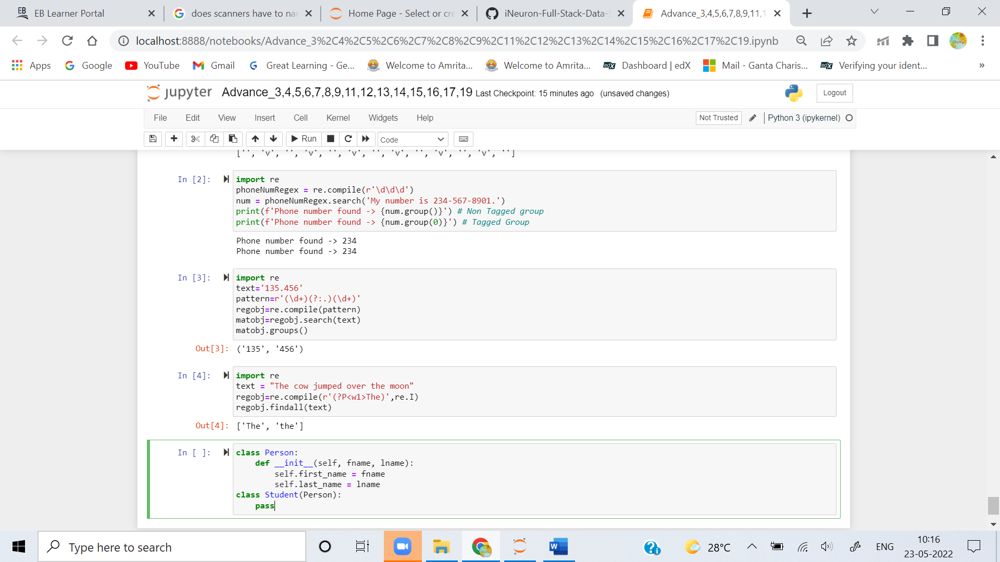 EB Learner Portal
does scanners have to nar
Home Page - Select or cre
iNeuron-Full-Stack-Data-S
Advance_3,4,5,6,7,8,9,11,1
localhost:8888/notebooks/Advance_3%2C4%2C5%2C6%2C7%2C8%2C9%2C11%2C12%2C13%2C14%2C15%2C16%2C17%2C19.ipynb
Apps Google YouTube Gmail Great Learning - Ge... Welcome to Amrita... Welcome to Amrita... Dashboard | edX Mail - Ganta Charis... Verifying your ident... »
jupyter Advance_3,4,5,6,7,8,9,11,12,13,14,15,16,17,19 Last Checkpoint: 15 minutes ago (unsaved changes) Logout
File Edit View Insert Cell Kernel Widgets Help Not Trusted Python 3 (ipykernel)
Run Code
['', 'v', '', 'v', '', 'v', '', 'v', '', 'v', '', 'v', '']
In [2]: import re
phoneNumRegex = re.compile(r'\d\d\d')
num = phoneNumRegex.search('My number is 234-567-8901.')
print(f'Phone number found -> {num.group()}') # Non Tagged group
print(f'Phone number found -> {num.group(0)}') # Tagged Group
Phone number found -> 234
Phone number found -> 234
In [3]: import re
text='135.456'
pattern=r'(\d+)(?:.)(\d+)'
regobj=re.compile(pattern)
matobj=regobj.search(text)
matobj.groups()
Out[3]: ('135', '456')
In [4]: import re
text = "The cow jumped over the moon"
regobj=re.compile(r'(?P<w1>The)',re.I)
regobj.findall(text)
Out[4]: ['The', 'the']
In [ ]: class Person:
def __init__(self, fname, lname):
self.first_name = fname
self.last_name = lname
class Student(Person):
pass
Type here to search
28°C
ENG
10:16
23-05-2022